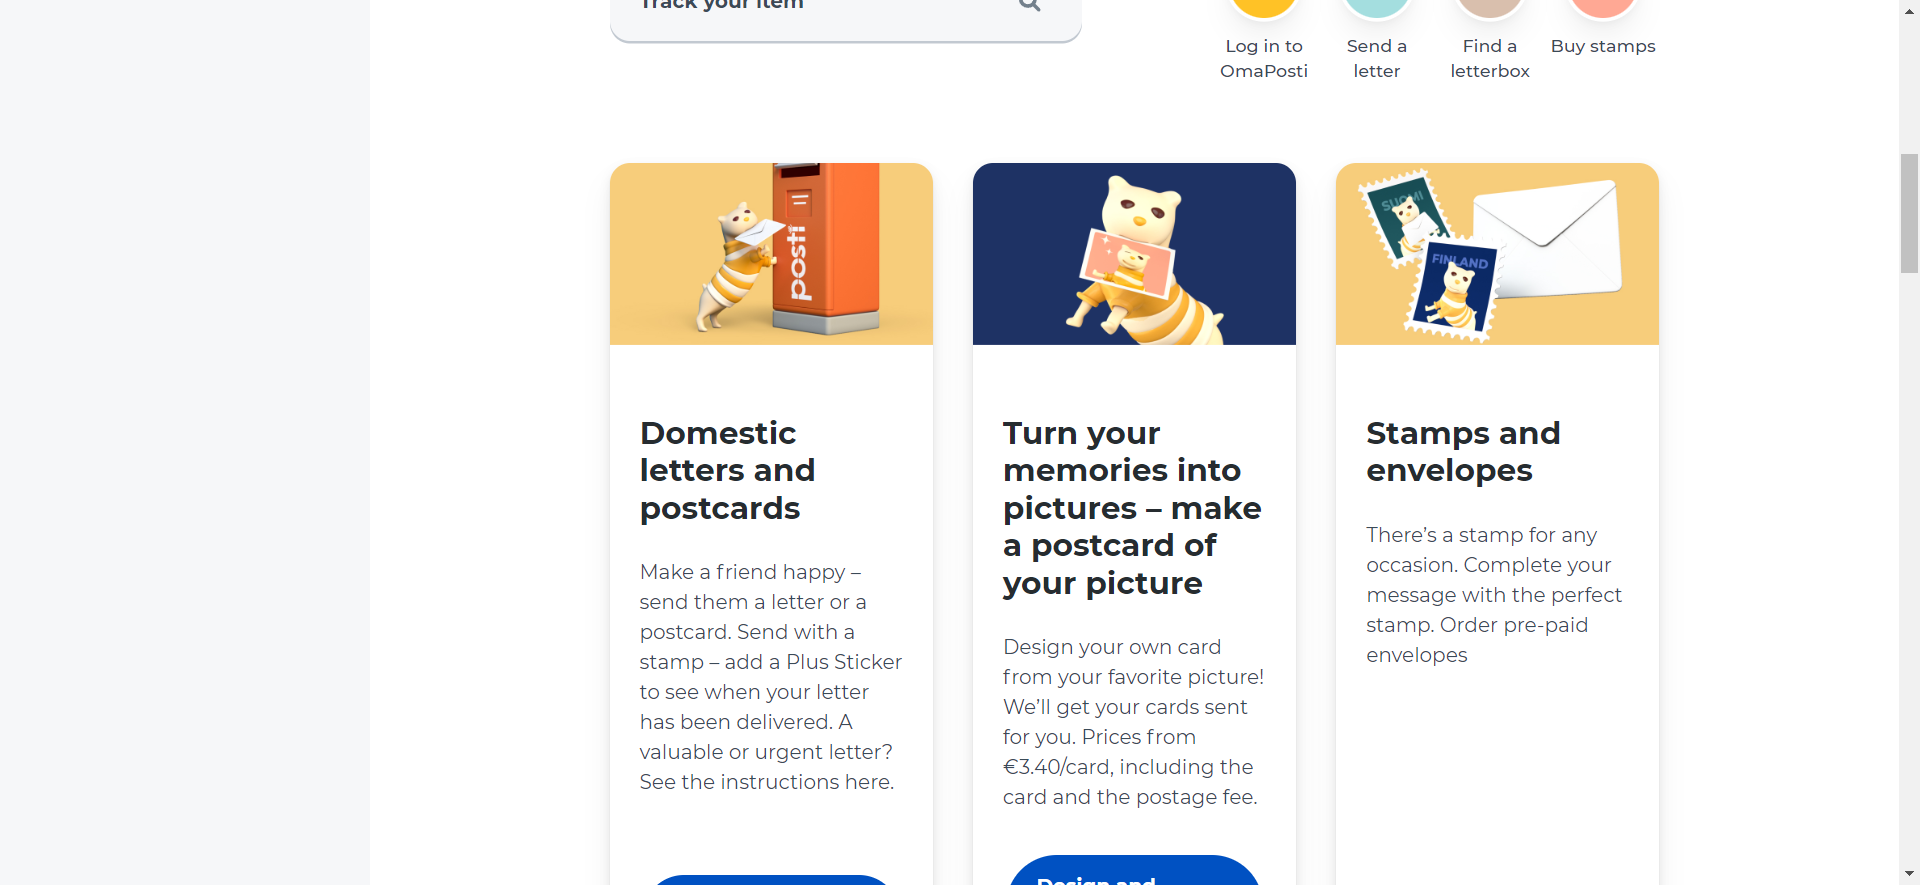 Track your item
Log in to
OmaPosti
Send a
letter
Find a
letterbox
Buy stamps
posti
SUOMI
FINLAND
Domestic
letters and
postcards
Make a friend happy –
send them a letter or a
postcard. Send with a
stamp – add a Plus Sticker
to see when your letter
has been delivered. A
valuable or urgent letter?
See the instructions here.
Turn your
memories into
pictures – make
a postcard of
your picture
Design your own card
from your favorite picture!
We’ll get your cards sent
for you. Prices from
€3.40/card, including the
card and the postage fee.
Design and
Stamps and
envelopes
There’s a stamp for any
occasion. Complete your
message with the perfect
stamp. Order pre-paid
envelopes